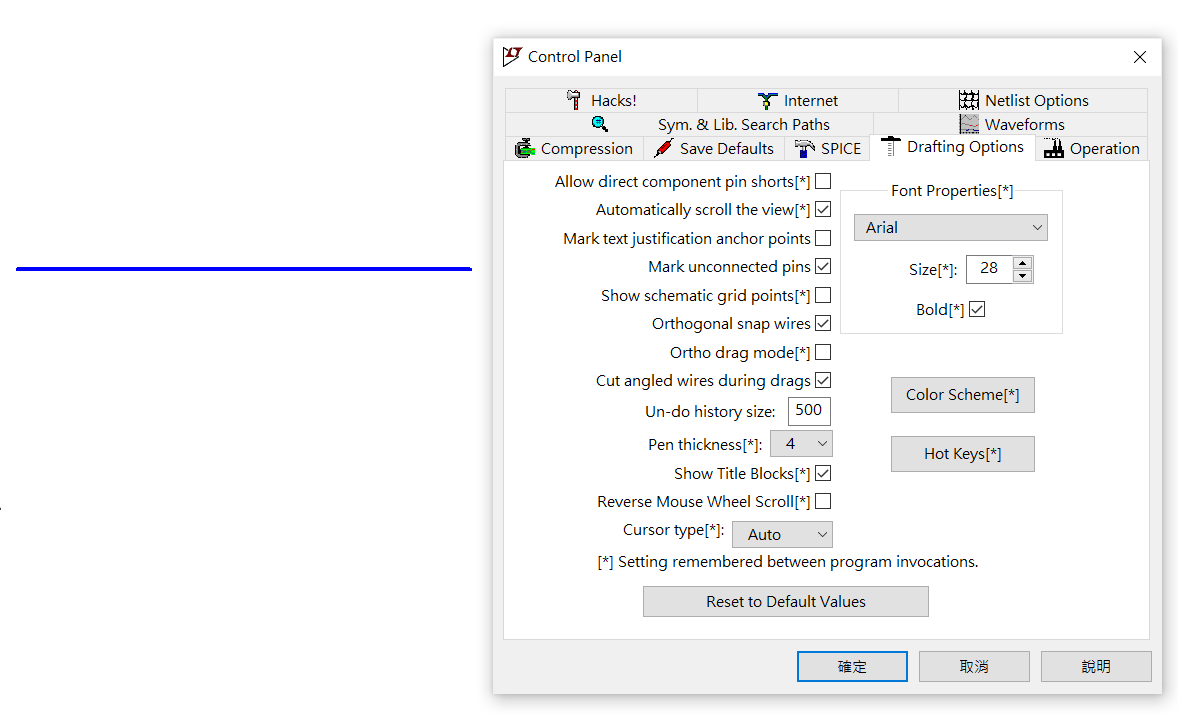 Control Panel
Hacks!
Internet
Netlist Options
Sym. & Lib. Search Paths
Waveforms
Compression
Save Defaults
SPICE
Drafting Options
Operation
Allow direct component pin shorts[*]
Automatically scroll the view[*]
Mark text justification anchor points
Mark unconnected pins
Show schematic grid points[*]
Orthogonal snap wires
Ortho drag mode[*]
Cut angled wires during drags
Un-do history size: 500
Pen thickness[*]: 4
Show Title Blocks[*]
Reverse Mouse Wheel Scroll[*]
Cursor type[*]: Auto
[*] Setting remembered between program invocations.
Reset to Default Values
Font Properties[*]
Arial
Size[*]: 28
Bold[*]
Color Scheme[*]
Hot Keys[*]
確定
取消
說明